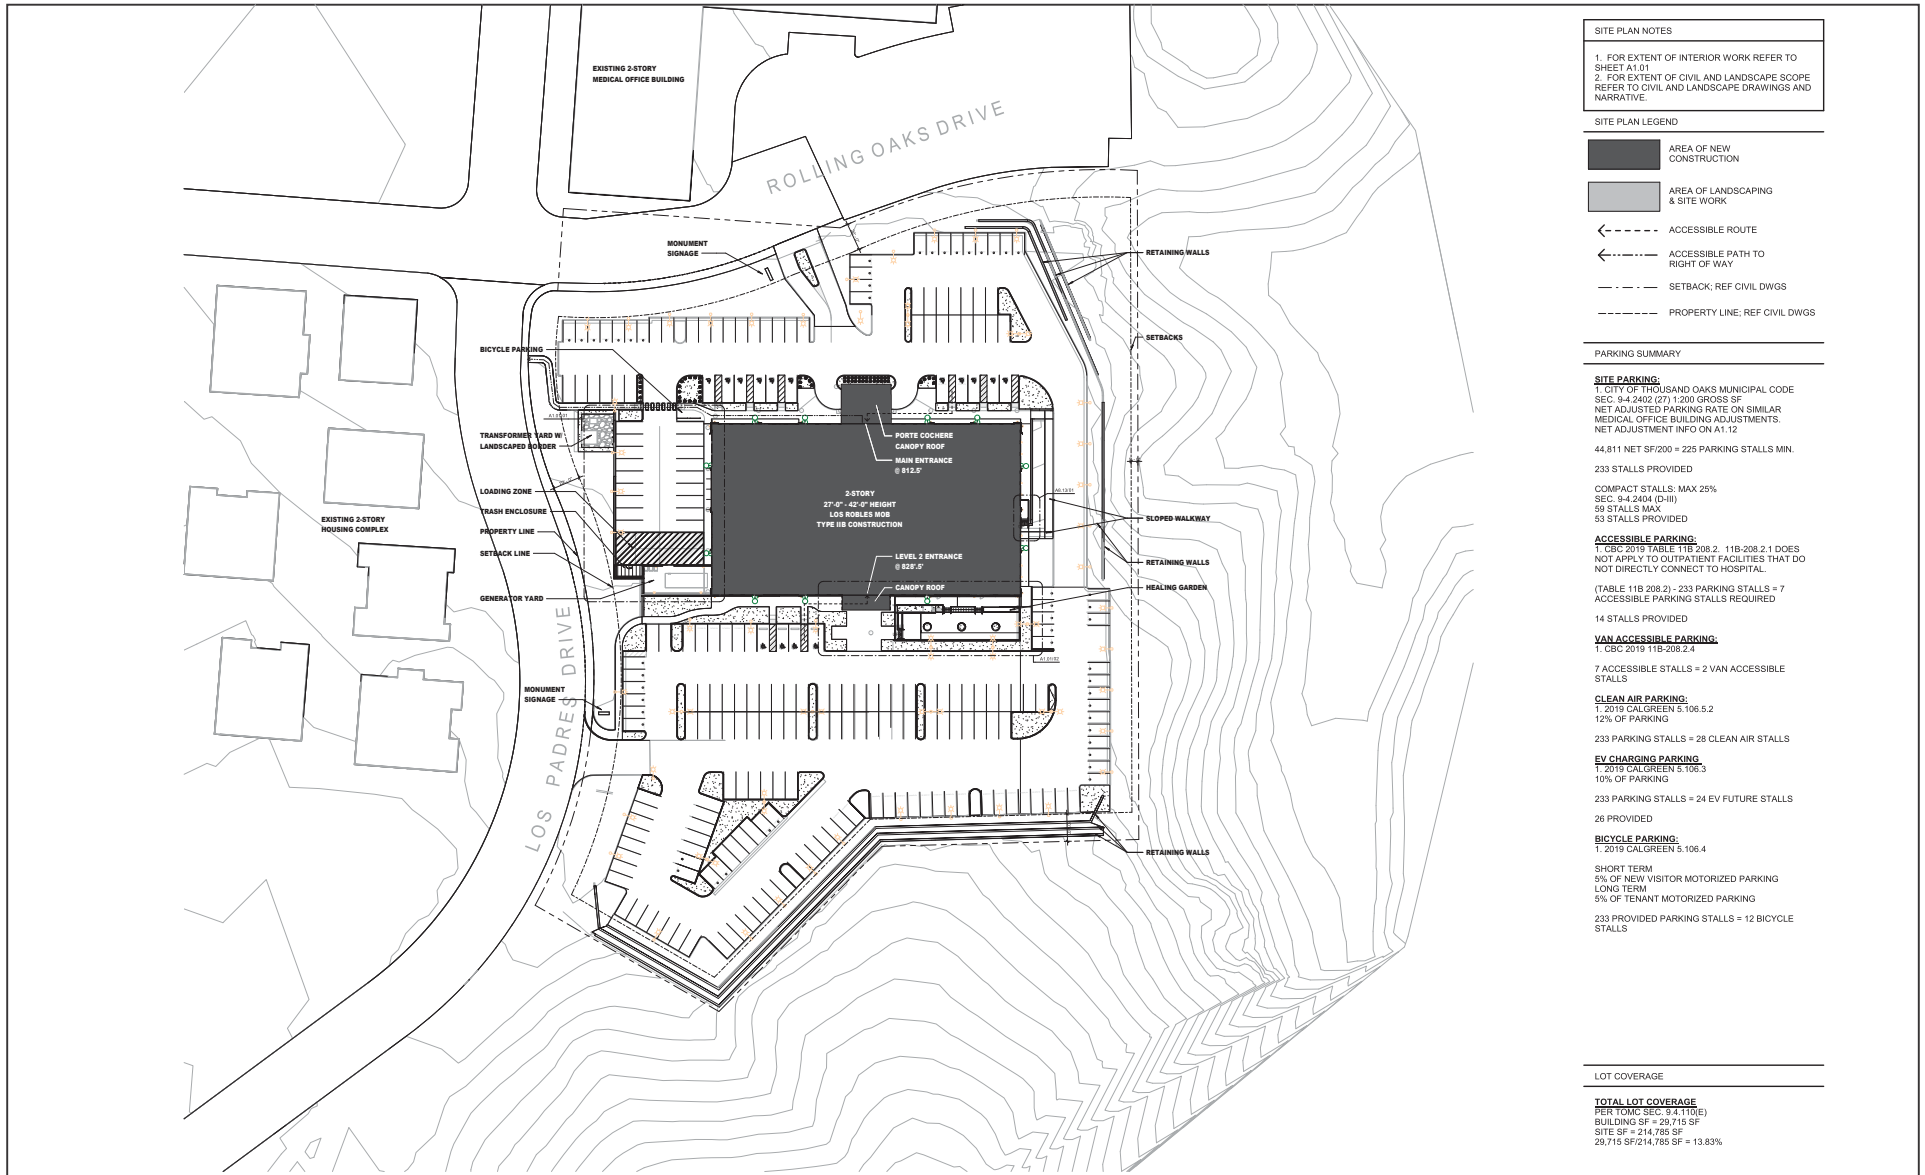 EXISTING 2-STORY
MEDICAL OFFICE BUILDING
ROLLING OAKS DRIVE
MONUMENT
SIGNAGE
RETAINING WALLS
SETBACKS
BICYCLE PARKING
TRANSFORMER YARD W/
LANDSCAPED BORDER
PORTE COCHERE
CANOPY ROOF
MAIN ENTRANCE
@ 812.5'
LOADING ZONE
TRASH ENCLOSURE
PROPERTY LINE
SETBACK LINE
GENERATOR YARD
EXISTING 2-STORY
HOUSING COMPLEX
2-STORY
27'-0" - 42'-0" HEIGHT
LOS ROBLES MOB
TYPE IIB CONSTRUCTION
LEVEL 2 ENTRANCE
@ 828'.5'
CANOPY ROOF
SLOPED WALKWAY
RETAINING WALLS
HEALING GARDEN
MONUMENT
SIGNAGE
LOS PADRES DRIVE
RETAINING WALLS
SITE PLAN NOTES
1. FOR EXTENT OF INTERIOR WORK REFER TO
SHEET A1.01
2. FOR EXTENT OF CIVIL AND LANDSCAPE SCOPE
REFER TO CIVIL AND LANDSCAPE DRAWINGS AND
NARRATIVE.
SITE PLAN LEGEND
AREA OF NEW
CONSTRUCTION
AREA OF LANDSCAPING
& SITE WORK
ACCESSIBLE ROUTE
ACCESSIBLE PATH TO
RIGHT OF WAY
SETBACK; REF CIVIL DWGS
PROPERTY LINE; REF CIVIL DWGS
PARKING SUMMARY
SITE PARKING:
1. CITY OF THOUSAND OAKS MUNICIPAL CODE
SEC. 9-4.2402 (27) 1:200 GROSS SF
NET ADJUSTED PARKING RATE ON SIMILAR
MEDICAL OFFICE BUILDING ADJUSTMENTS.
NET ADJUSTMENT INFO ON A1.12
44,811 NET SF/200 = 225 PARKING STALLS MIN.
233 STALLS PROVIDED
COMPACT STALLS: MAX 25%
SEC. 9-4.2404 (D-III)
59 STALLS MAX
53 STALLS PROVIDED
ACCESSIBLE PARKING:
1. CBC 2019 TABLE 11B 208.2. 11B-208.2.1 DOES
NOT APPLY TO OUTPATIENT FACILITIES THAT DO
NOT DIRECTLY CONNECT TO HOSPITAL.
(TABLE 11B 208.2) - 233 PARKING STALLS = 7
ACCESSIBLE PARKING STALLS REQUIRED
14 STALLS PROVIDED
VAN ACCESSIBLE PARKING:
1. CBC 2019 11B-208.2.4
7 ACCESSIBLE STALLS = 2 VAN ACCESSIBLE
STALLS
CLEAN AIR PARKING:
1. 2019 CALGREEN 5.106.5.2
12% OF PARKING
233 PARKING STALLS = 28 CLEAN AIR STALLS
EV CHARGING PARKING
1. 2019 CALGREEN 5.106.3
10% OF PARKING
233 PARKING STALLS = 24 EV FUTURE STALLS
26 PROVIDED
BICYCLE PARKING:
1. 2019 CALGREEN 5.106.4
SHORT TERM
5% OF NEW VISITOR MOTORIZED PARKING
LONG TERM
5% OF TENANT MOTORIZED PARKING
233 PROVIDED PARKING STALLS = 12 BICYCLE
STALLS
LOT COVERAGE
TOTAL LOT COVERAGE
PER TOMC SEC. 9.4.110(E)
BUILDING SF = 29,715 SF
SITE SF = 214,785 SF
29,715 SF/214,785 SF = 13.83%